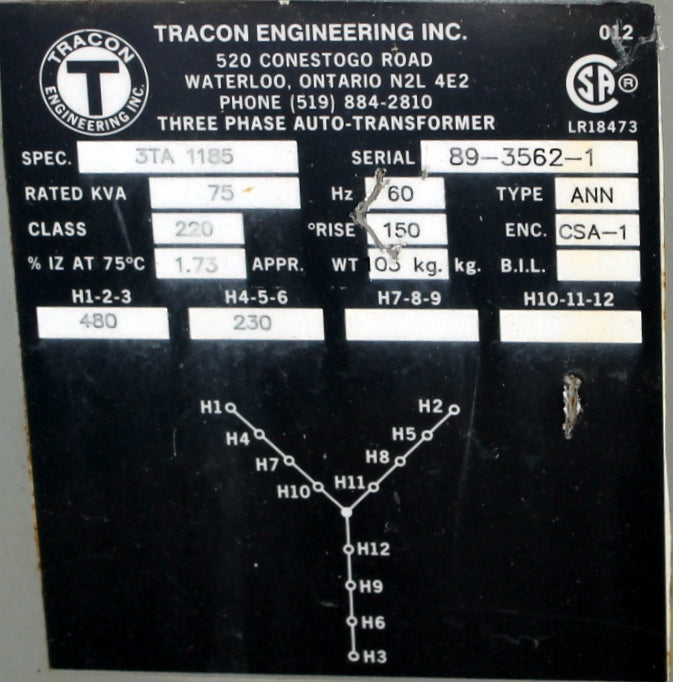 TRACON ENGINEERING INC.
T
TRACON ENGINEERING INC. 012
520 CONESTOGO ROAD
WATERLOO, ONTARIO N2L 4E2
PHONE (519) 884-2810
THREE PHASE AUTO-TRANSFORMER
SA ®
LR18473
SPEC. 3TA 1185 SERIAL 89-3562-1
RATED KVA 75 Hz 60 TYPE ANN
CLASS 220 °RISE 150 ENC. CSA-1
% IZ AT 75°C 1.73 APPR. WT 103 kg. kg. B.I.L.
H1-2-3 H4-5-6 H7-8-9 H10-11-12
480 230
H1 H2
H4 H5
H7 H8
H10 H11
H12
H9
H6
H3